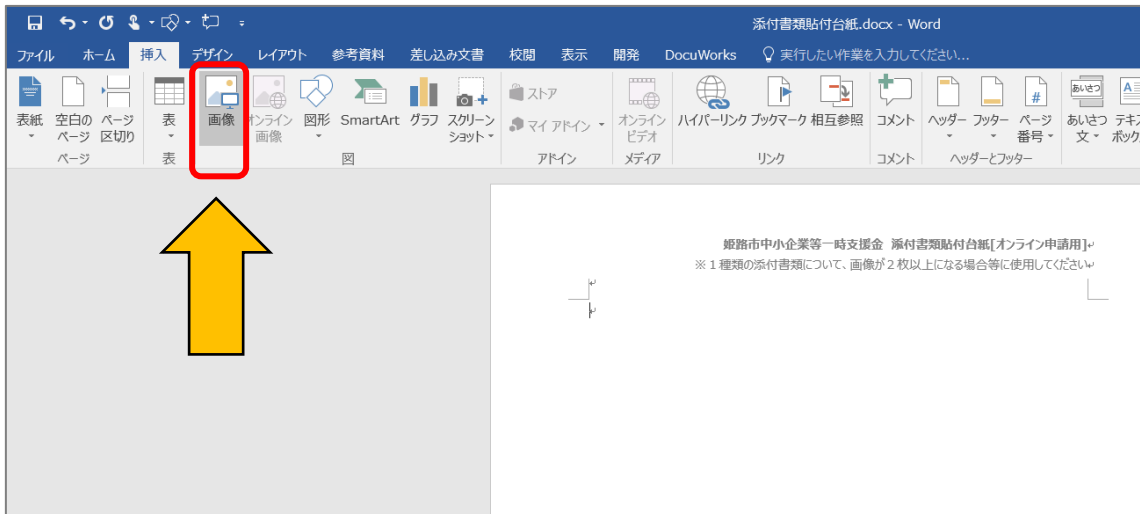 添付書類貼付台紙.docx - Word
ファイル ホーム 挿入 デザイン レイアウト 参考資料 差し込み文書 校閲 表示 開発 DocuWorks 実行したい作業を入力してください...
表紙 空白の ページ 表 画像 オンライン 図形 SmartArt グラフ スクリーン ストア オンライン ハイパーリンク ブックマーク 相互参照 コメント ヘッダー フッター ページ あいさつ
ページ 区切り 画像 ショット マイ アドイン ビデオ 番号 文
ページ 表 図 アドイン メディア リンク コメント ヘッダーとフッター
姫路市中小企業等一時支援金 添付書類貼付台紙[オンライン申請用]
※1種類の添付書類について、画像が2枚以上になる場合等に使用してください